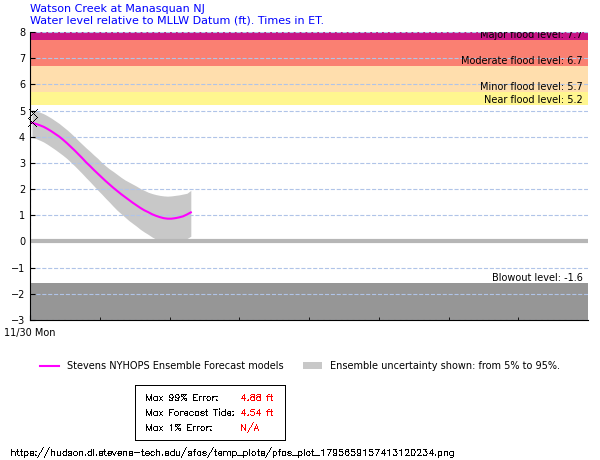 Watson Creek at Manasquan NJ
Water level relative to MLLW Datum (ft). Times in ET.
8
Major flood level: 7.7
7
Moderate flood level: 6.7
6
Minor flood level: 5.7
Near flood level: 5.2
5
4
3
2
1
0
−1
Blowout level: -1.6
−2
−3
11/30 Mon
Stevens NYHOPS Ensemble Forecast models
Ensemble uncertainty shown: from 5% to 95%.
Max 99% Error: 4.88 ft
Max Forecast Tide: 4.54 ft
Max 1% Error: N/A
https://hudson.dl.stevens-tech.edu/sfas/temp_plots/pfas_plot_1795659157413120234.png